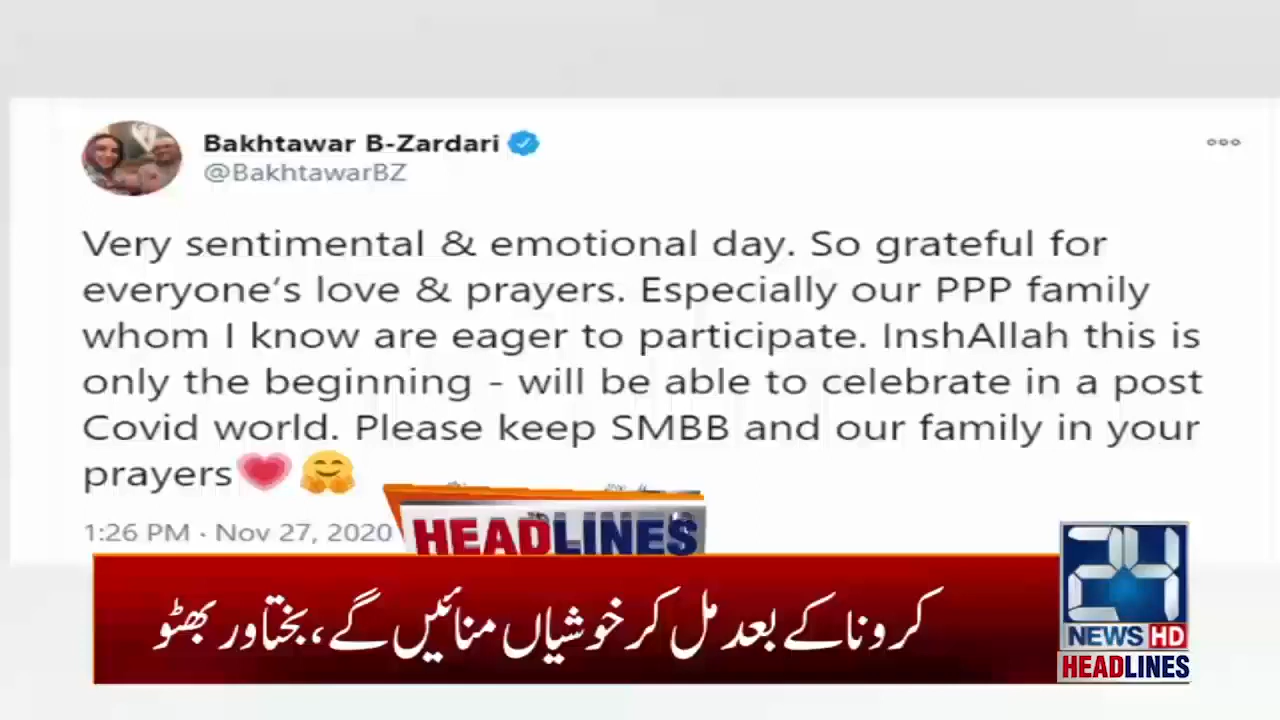 Bakhtawar B-Zardari
@BakhtawarBZ
Very sentimental & emotional day. So grateful for
everyone's love & prayers. Especially our PPP family
whom I know are eager to participate. InshAllah this is
only the beginning - will be able to celebrate in a post
Covid world. Please keep SMBB and our family in your
prayers💗🤗
1:26 PM · Nov 27, 2020
HEADLINES
کرونا کے بعد مل کر خوشیاں منائیں گے، بختاور بھٹو
24
NEWS HD
HEADLINES